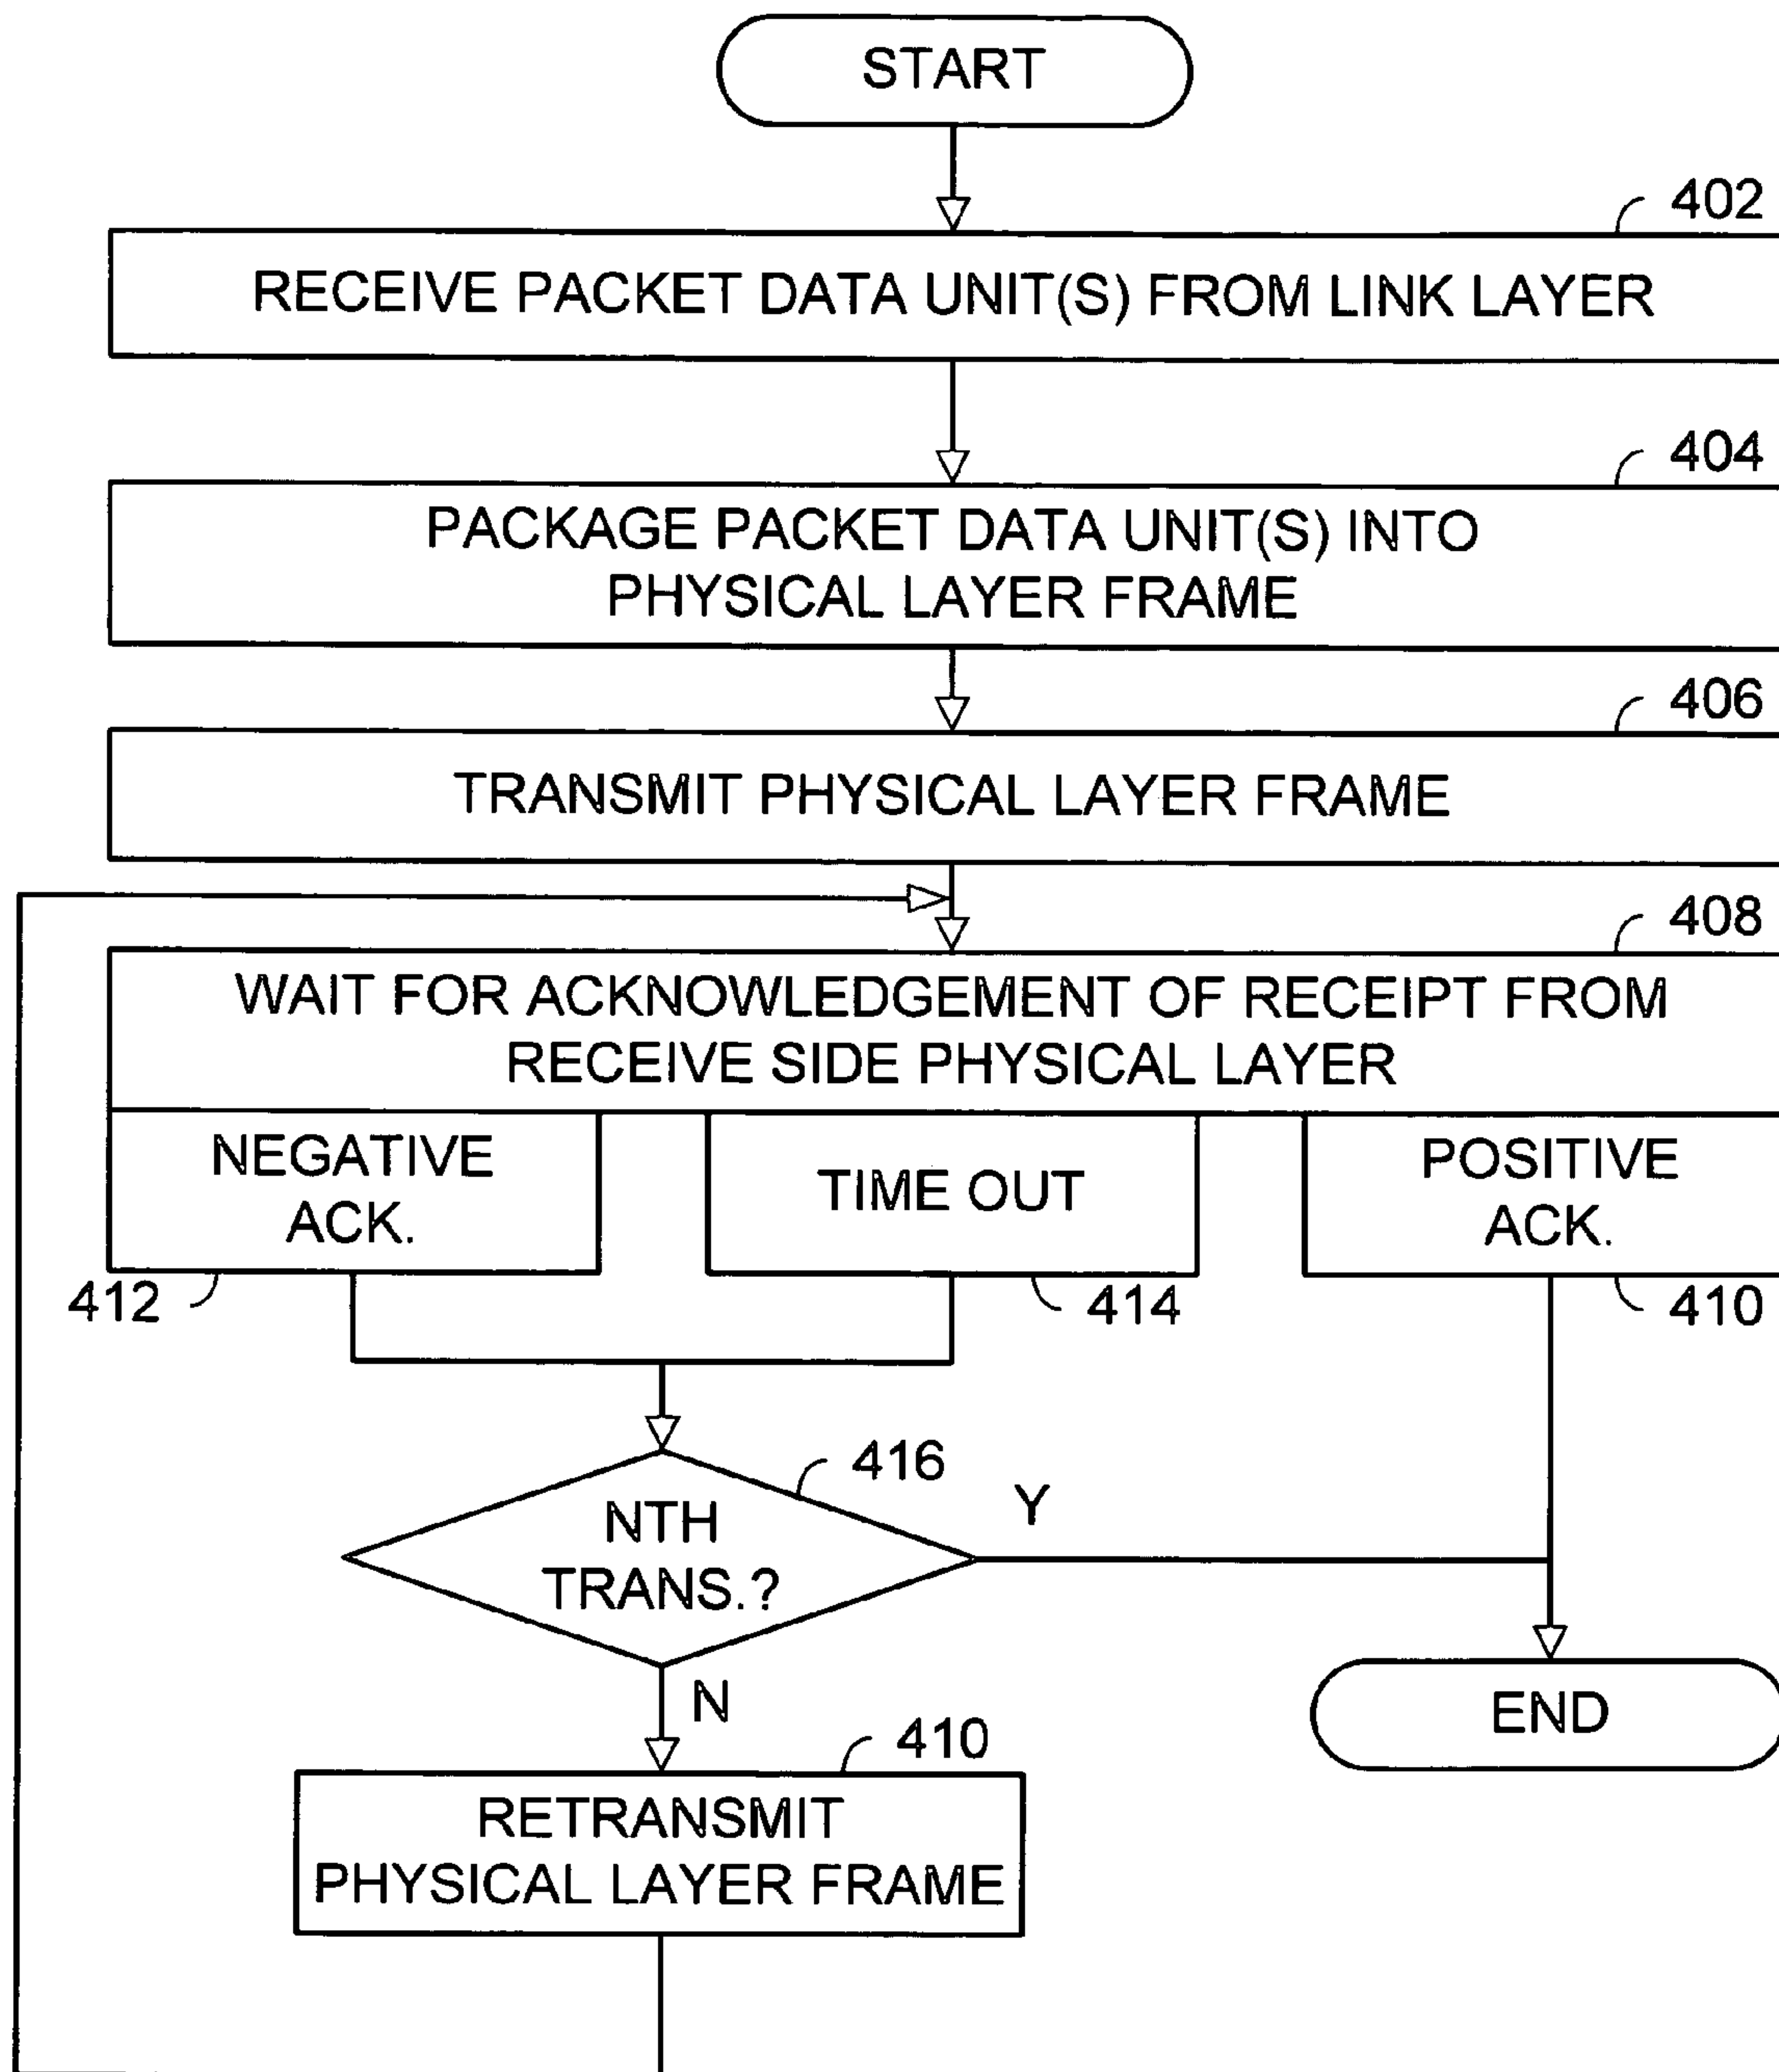 START
402
RECEIVE PACKET DATA UNIT(S) FROM LINK LAYER
404
PACKAGE PACKET DATA UNIT(S) INTO
PHYSICAL LAYER FRAME
406
TRANSMIT PHYSICAL LAYER FRAME
408
WAIT FOR ACKNOWLEDGEMENT OF RECEIPT FROM
RECEIVE SIDE PHYSICAL LAYER
NEGATIVE
ACK.
412
TIME OUT
414
POSITIVE
ACK.
410
416
NTH
TRANS.?
Y
N
END
410
RETRANSMIT
PHYSICAL LAYER FRAME